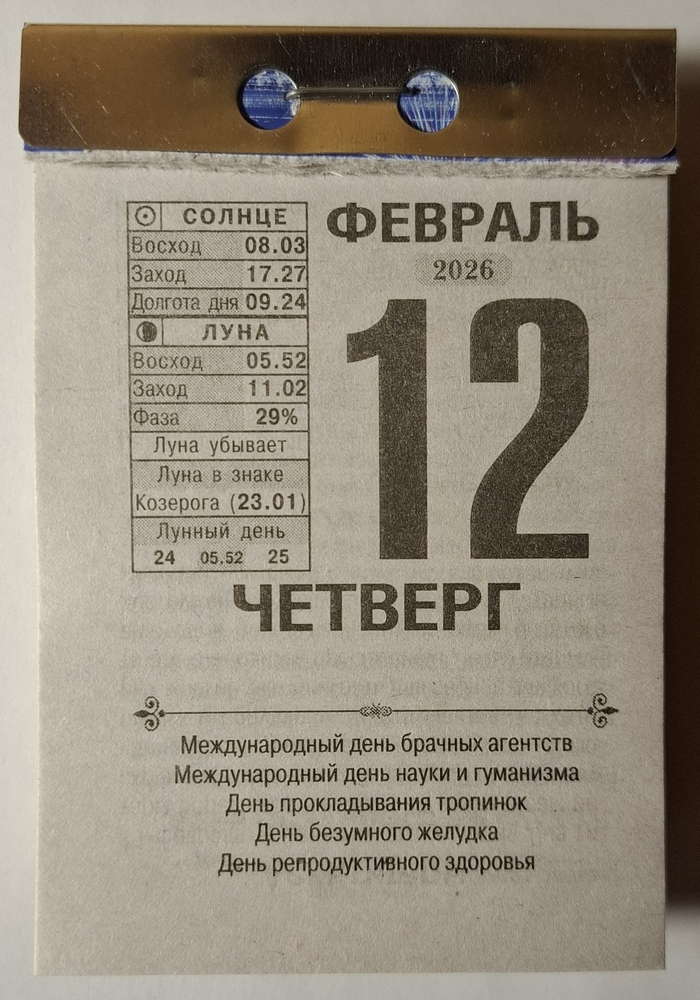 СОЛНЦЕ
Восход 08.03
Заход 17.27
Долгота дня 09.24
ЛУНА
Восход 05.52
Заход 11.02
Фаза 29%
Луна убывает
Луна в знаке
Козерога (23.01)
Лунный день
24 05.52 25
ФЕВРАЛЬ
2026
12
ЧЕТВЕРГ
Международный день брачных агентств
Международный день науки и гуманизма
День прокладывания тропинок
День безумного желудка
День репродуктивного здоровья